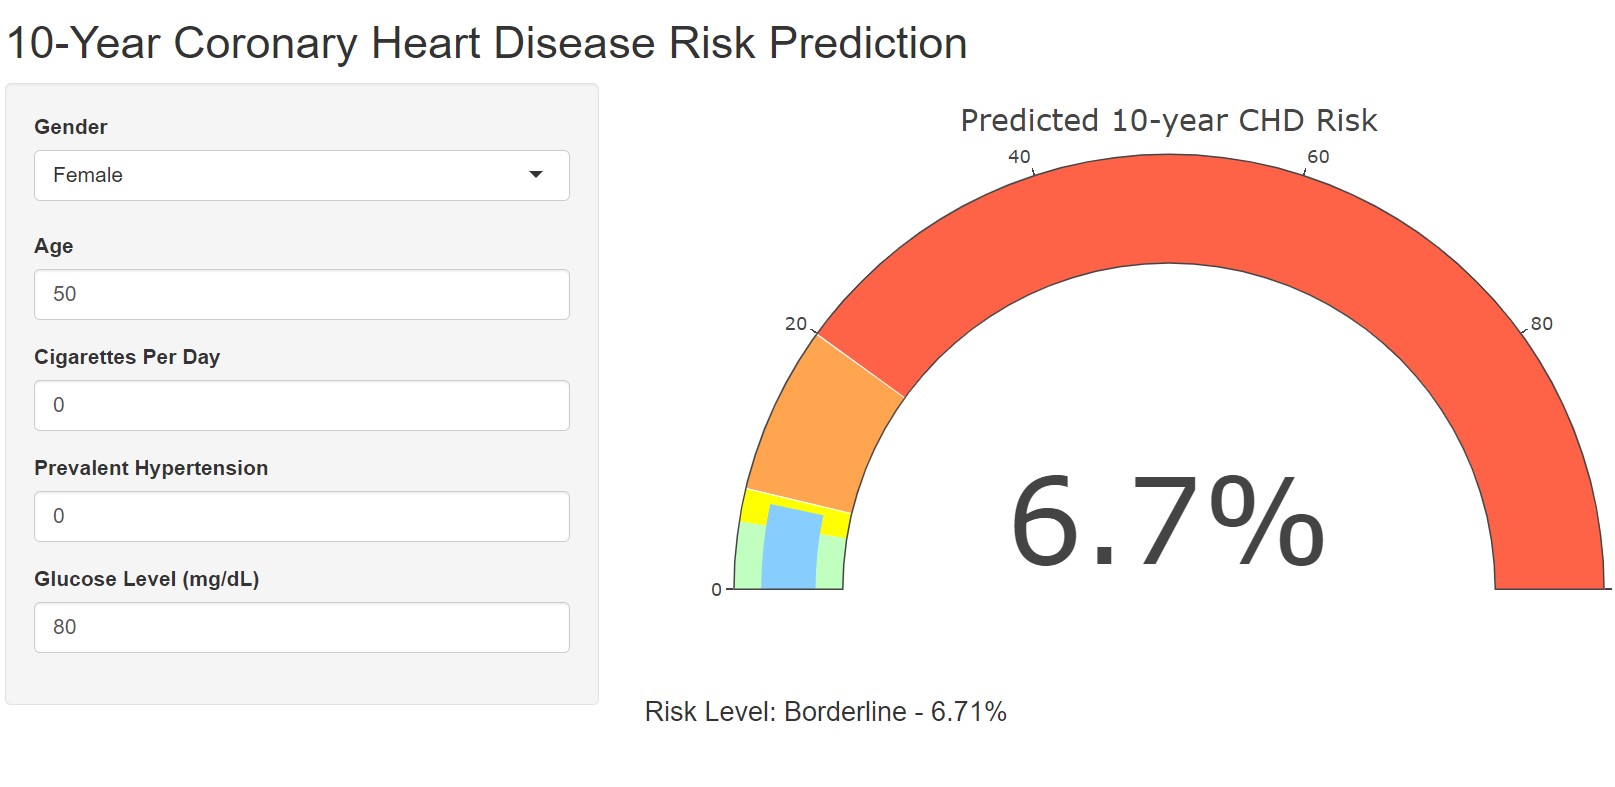 10-Year Coronary Heart Disease Risk Prediction
Gender
Female
Age
50
Cigarettes Per Day
0
Prevalent Hypertension
0
Glucose Level (mg/dL)
80
Predicted 10-year CHD Risk
0
20
40
60
80
6.7%
Risk Level: Borderline - 6.71%